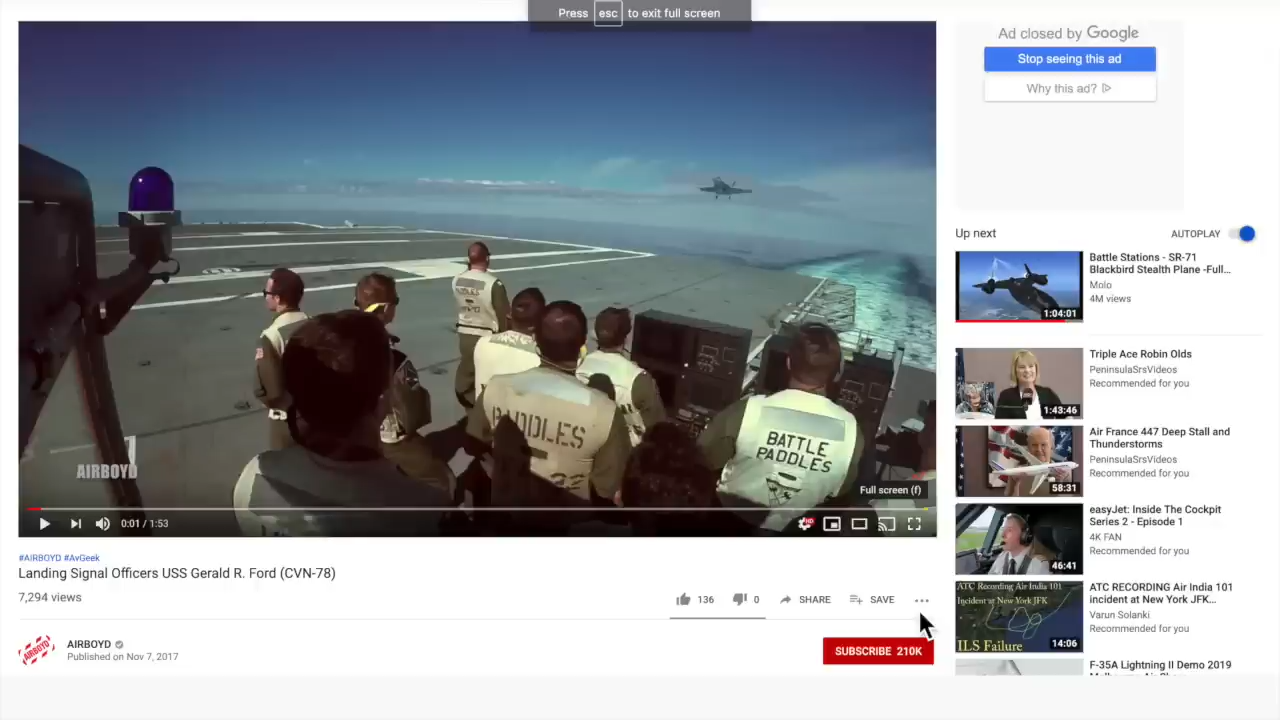 Press esc to exit full screen
Ad closed by Google
Stop seeing this ad
Why this ad?
PADDLES
PADDLES
BATTLE
PADDLES
AIRBOYD
Full screen (f)
0:01 / 1:53
HD
#AIRBOYD #AvGeek
Landing Signal Officers USS Gerald R. Ford (CVN-78)
7,294 views
136
0
SHARE
SAVE
AIRBOYD
AIRBOYD
Published on Nov 7, 2017
SUBSCRIBE 210K
Up next
AUTOPLAY
1:04:01
Battle Stations - SR-71
Blackbird Stealth Plane -Full...
Molo
4M views
1:43:46
Triple Ace Robin Olds
PeninsulaSrsVideos
Recommended for you
58:31
Air France 447 Deep Stall and
Thunderstorms
PeninsulaSrsVideos
Recommended for you
46:41
easyJet: Inside The Cockpit
Series 2 - Episode 1
4K FAN
Recommended for you
ATC RECORDING Air India 101
Incident at New York JFK
ILS Failure
14:06
ATC RECORDING Air India 101
incident at New York JFK...
Varun Solanki
Recommended for you
F-35A Lightning II Demo 2019